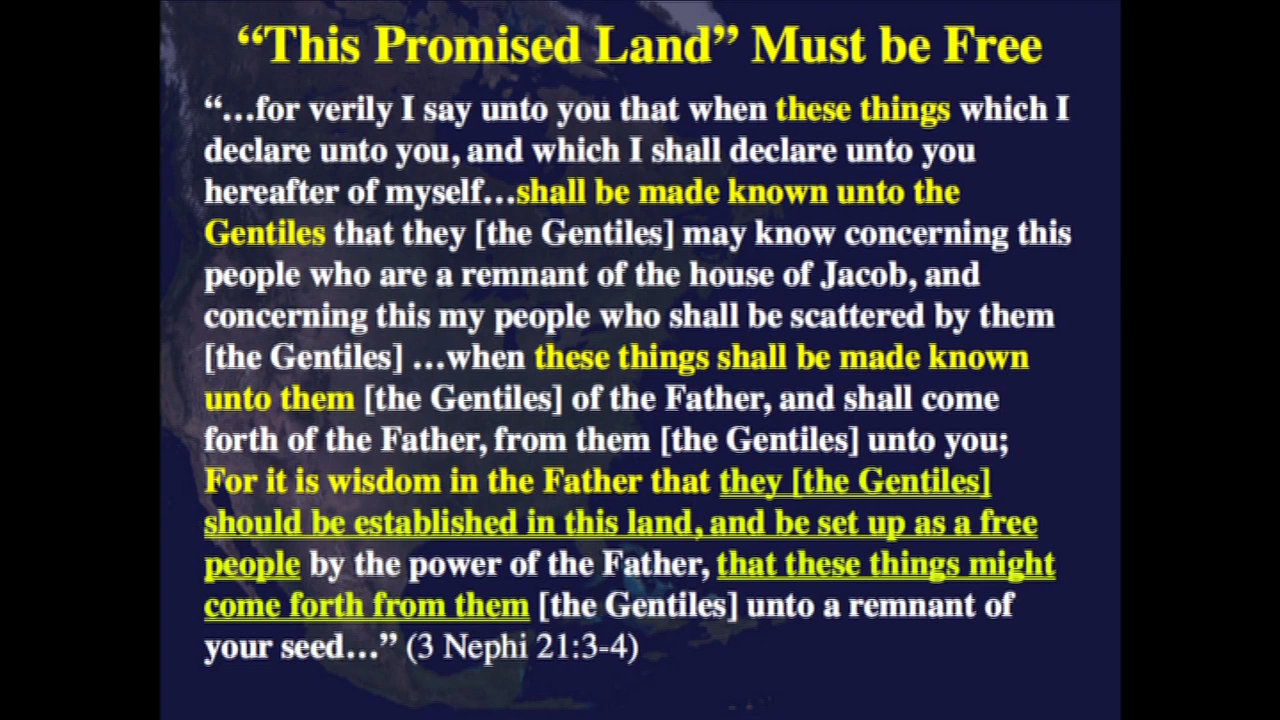 “This Promised Land” Must be Free
“…for verily I say unto you that when these things which I
declare unto you, and which I shall declare unto you
hereafter of myself…shall be made known unto the
Gentiles that they [the Gentiles] may know concerning this
people who are a remnant of the house of Jacob, and
concerning this my people who shall be scattered by them
[the Gentiles] …when these things shall be made known
unto them [the Gentiles] of the Father, and shall come
forth of the Father, from them [the Gentiles] unto you;
For it is wisdom in the Father that they [the Gentiles]
should be established in this land, and be set up as a free
people by the power of the Father, that these things might
come forth from them [the Gentiles] unto a remnant of
your seed…” (3 Nephi 21:3-4)